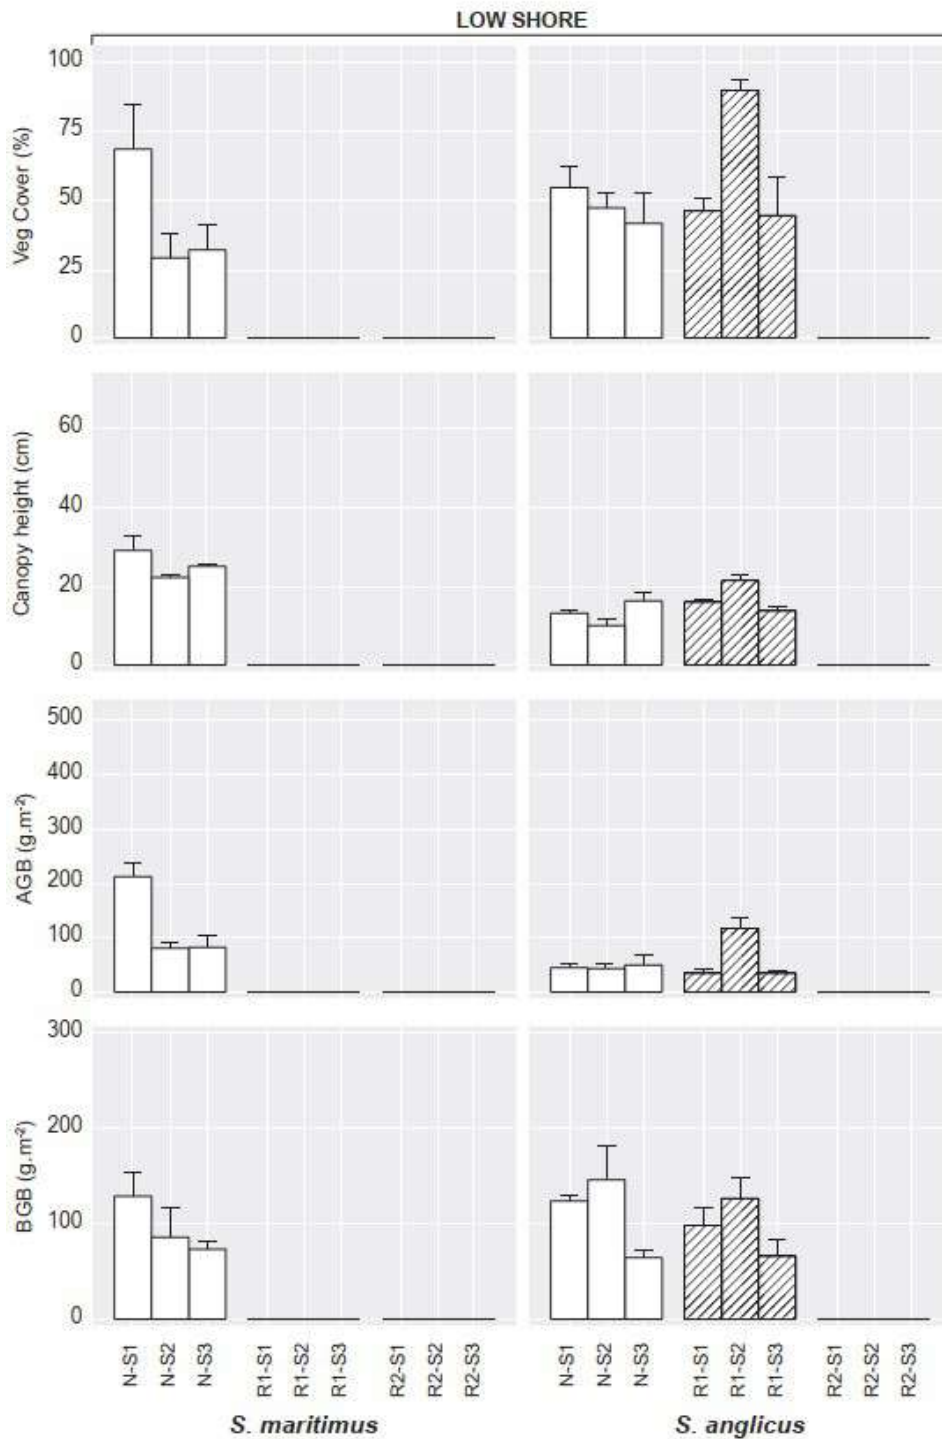 LOW SHORE
Veg Cover (%)
100
75
50
25
0
Canopy height (cm)
60
40
20
0
AGB (g.m-2)
500
400
300
200
100
0
BGB (g.m-2)
300
200
100
0
N-S1 N-S2 N-S3 R1-S1 R1-S2 R1-S3 R2-S1 R2-S2 R2-S3 N-S1 N-S2 N-S3 R1-S1 R1-S2 R1-S3 R2-S1 R2-S2 R2-S3
S. maritimus S. anglicus